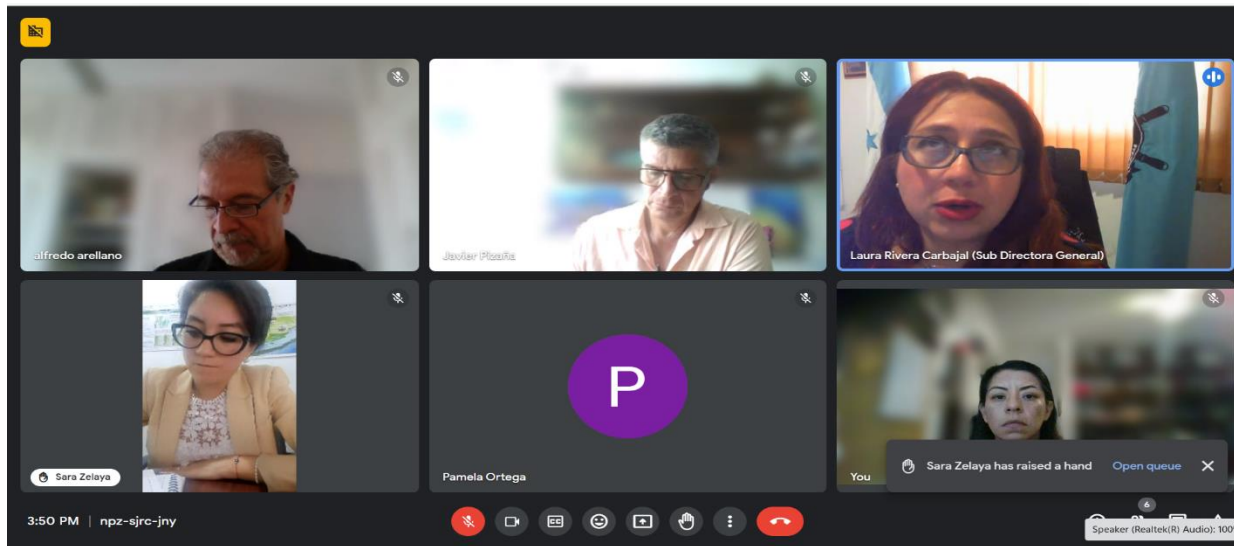 alfredo arellano
Javier Pizaña
Laura Rivera Carbajal (Sub Directora General)
Sara Zelaya
P
Pamela Ortega
You
Sara Zelaya has raised a hand Open queue
3:50 PM | npz-sjrc-jny
CC
6
Speaker (Realtek(R) Audio): 100%